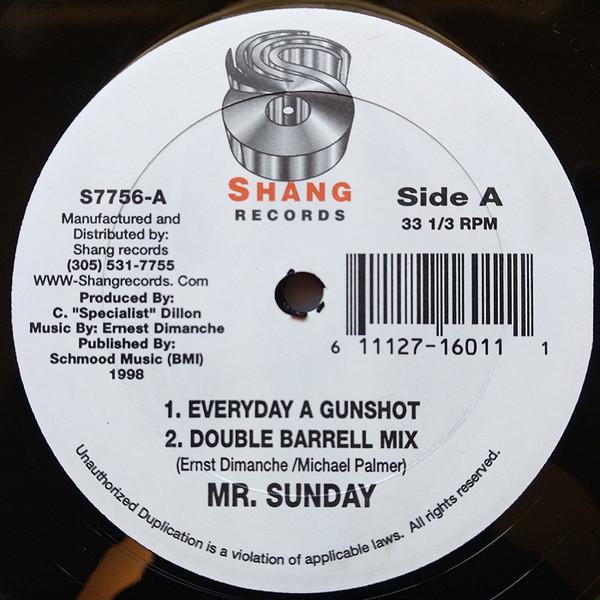 SHANG
RECORDS
S7756-A
Manufactured and
Distributed by:
Shang records
(305) 531-7755
WWW-Shangrecords. Com
Produced By:
C. "Specialist" Dillon
Music By: Ernest Dimanche
Published By:
Schmood Music (BMI)
1998
Side A
33 1/3 RPM
6 11127-16011 1
1. EVERYDAY A GUNSHOT
2. DOUBLE BARRELL MIX
(Ernst Dimanche /Michael Palmer)
MR. SUNDAY
Unauthorized Duplication is a violation of applicable laws. All rights reserved.